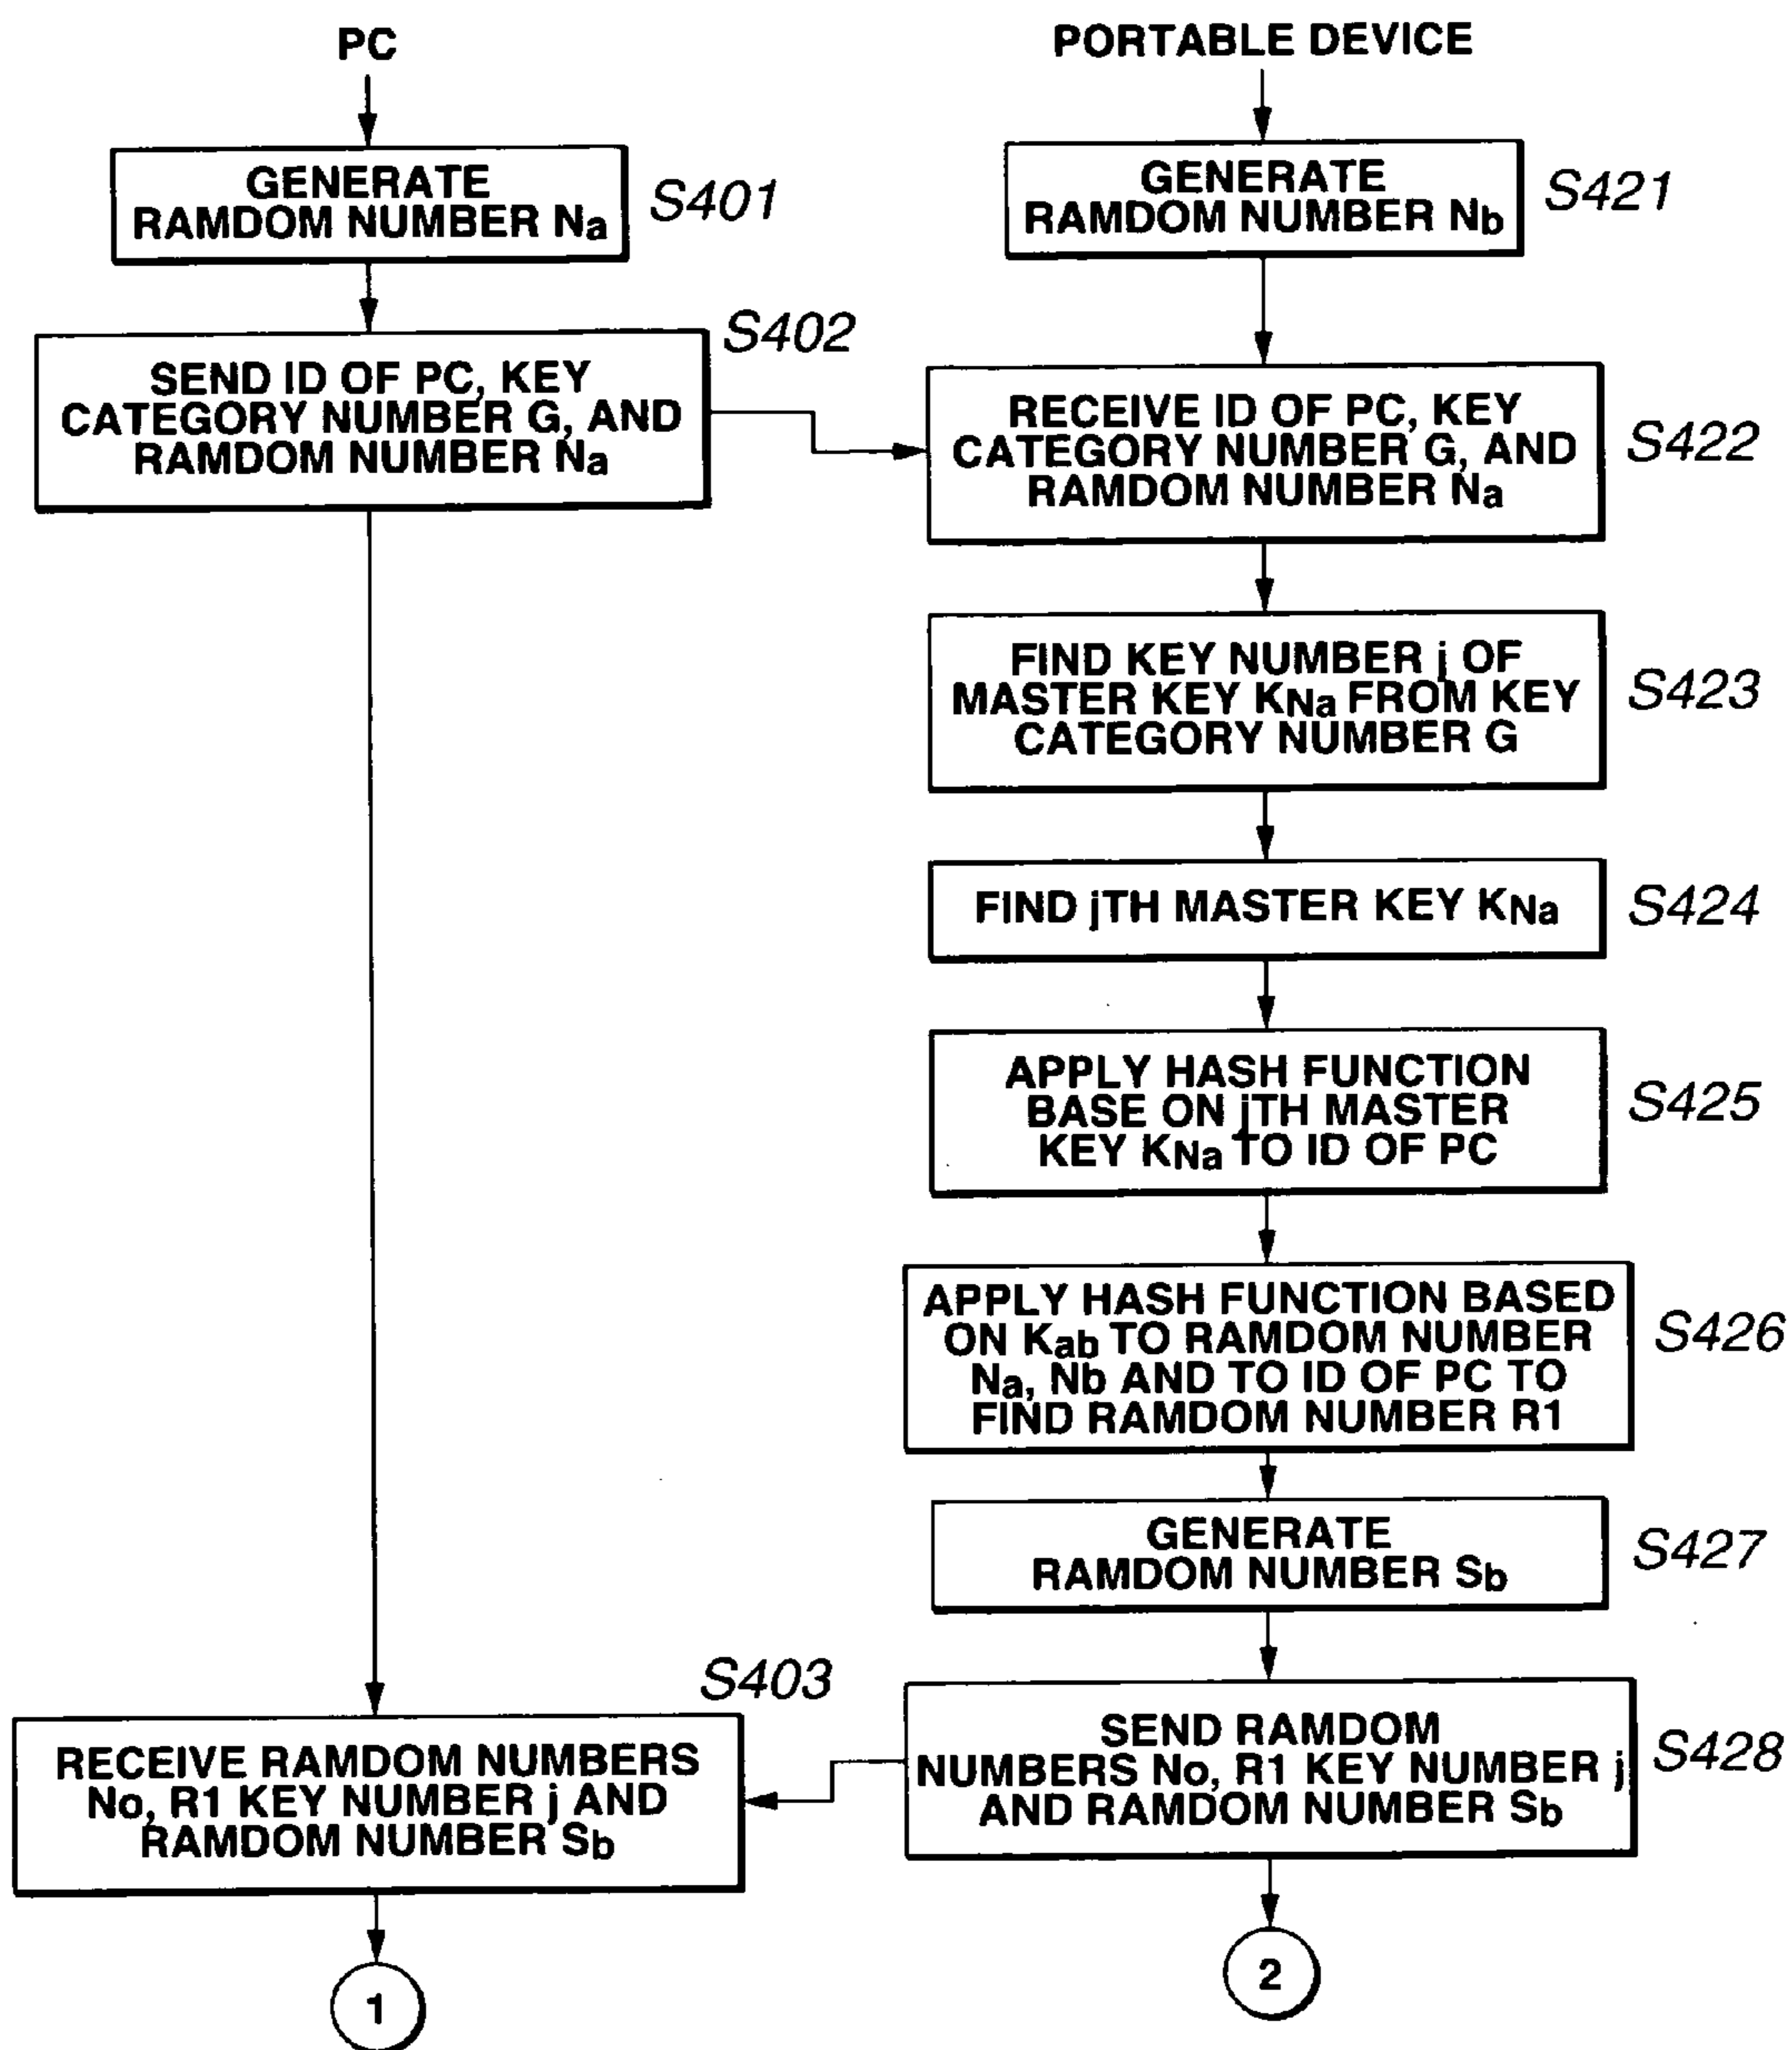 PC
PORTABLE DEVICE
GENERATE
RAMDOM NUMBER Na
S401
GENERATE
RAMDOM NUMBER Nb
S421
S402
SEND ID OF PC, KEY
CATEGORY NUMBER G, AND
RAMDOM NUMBER Na
RECEIVE ID OF PC, KEY
CATEGORY NUMBER G, AND
RAMDOM NUMBER Na
S422
FIND KEY NUMBER j OF
MASTER KEY KNa FROM KEY
CATEGORY NUMBER G
S423
FIND jTH MASTER KEY KNa
S424
APPLY HASH FUNCTION
BASE ON jTH MASTER
KEY KNa TO ID OF PC
S425
APPLY HASH FUNCTION BASED
ON Kab TO RAMDOM NUMBER
Na, Nb AND TO ID OF PC TO
FIND RAMDOM NUMBER R1
S426
GENERATE
RAMDOM NUMBER Sb
S427
S403
RECEIVE RAMDOM NUMBERS
No, R1 KEY NUMBER j AND
RAMDOM NUMBER Sb
SEND RAMDOM
NUMBERS No, R1 KEY NUMBER j
AND RAMDOM NUMBER Sb
S428
1
2